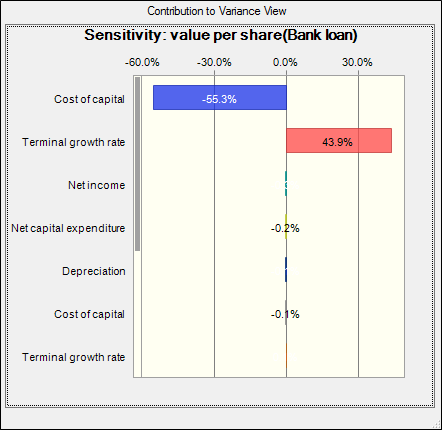 Contribution to Variance View
Sensitivity: value per share(Bank loan)
-60.0% -30.0% 0.0% 30.0%
Cost of capital -55.3%
Terminal growth rate 43.9%
Net income
Net capital expenditure -0.2%
Depreciation
Cost of capital -0.1%
Terminal growth rate